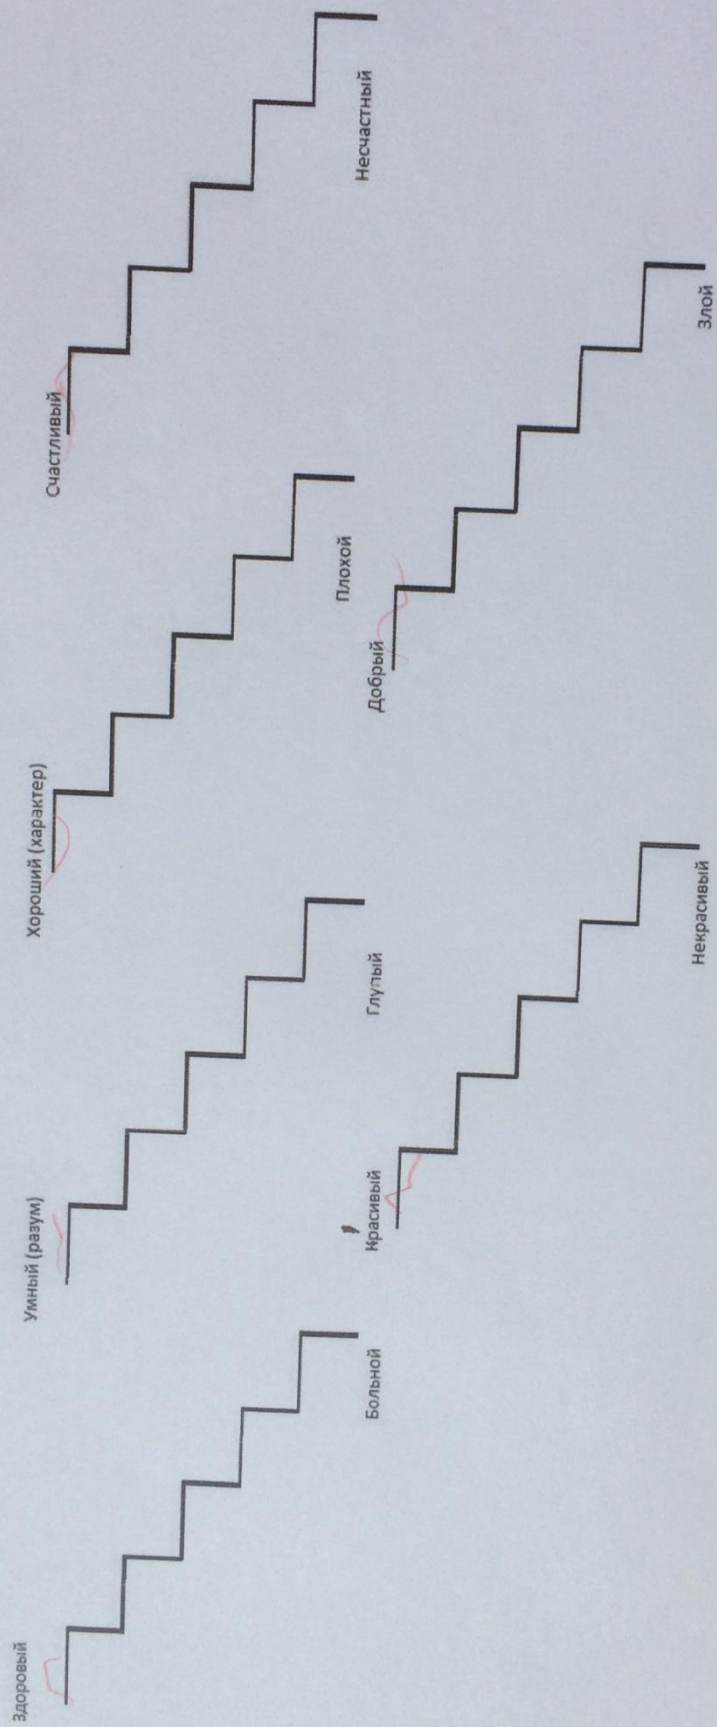 Здоровый
Больной
Умный (разум)
Глупый
Хороший (характер)
Плохой
Счастливый
Несчастный
Красивый
Некрасивый
Добрый
Злой